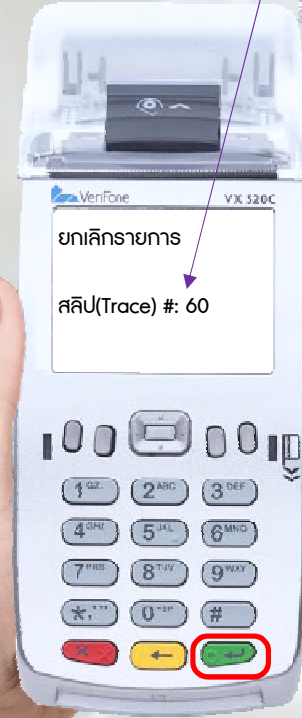 VeriFone
VX 520C
ยกเลิกรายการ
สลิป(Trace) #: 60
1 QZ.
2 ABC
3 DEF
4 GHI
5 JKL
6 MNO
7 PRS
8 TUV
9 WXY
*,'"
0 -SP
#